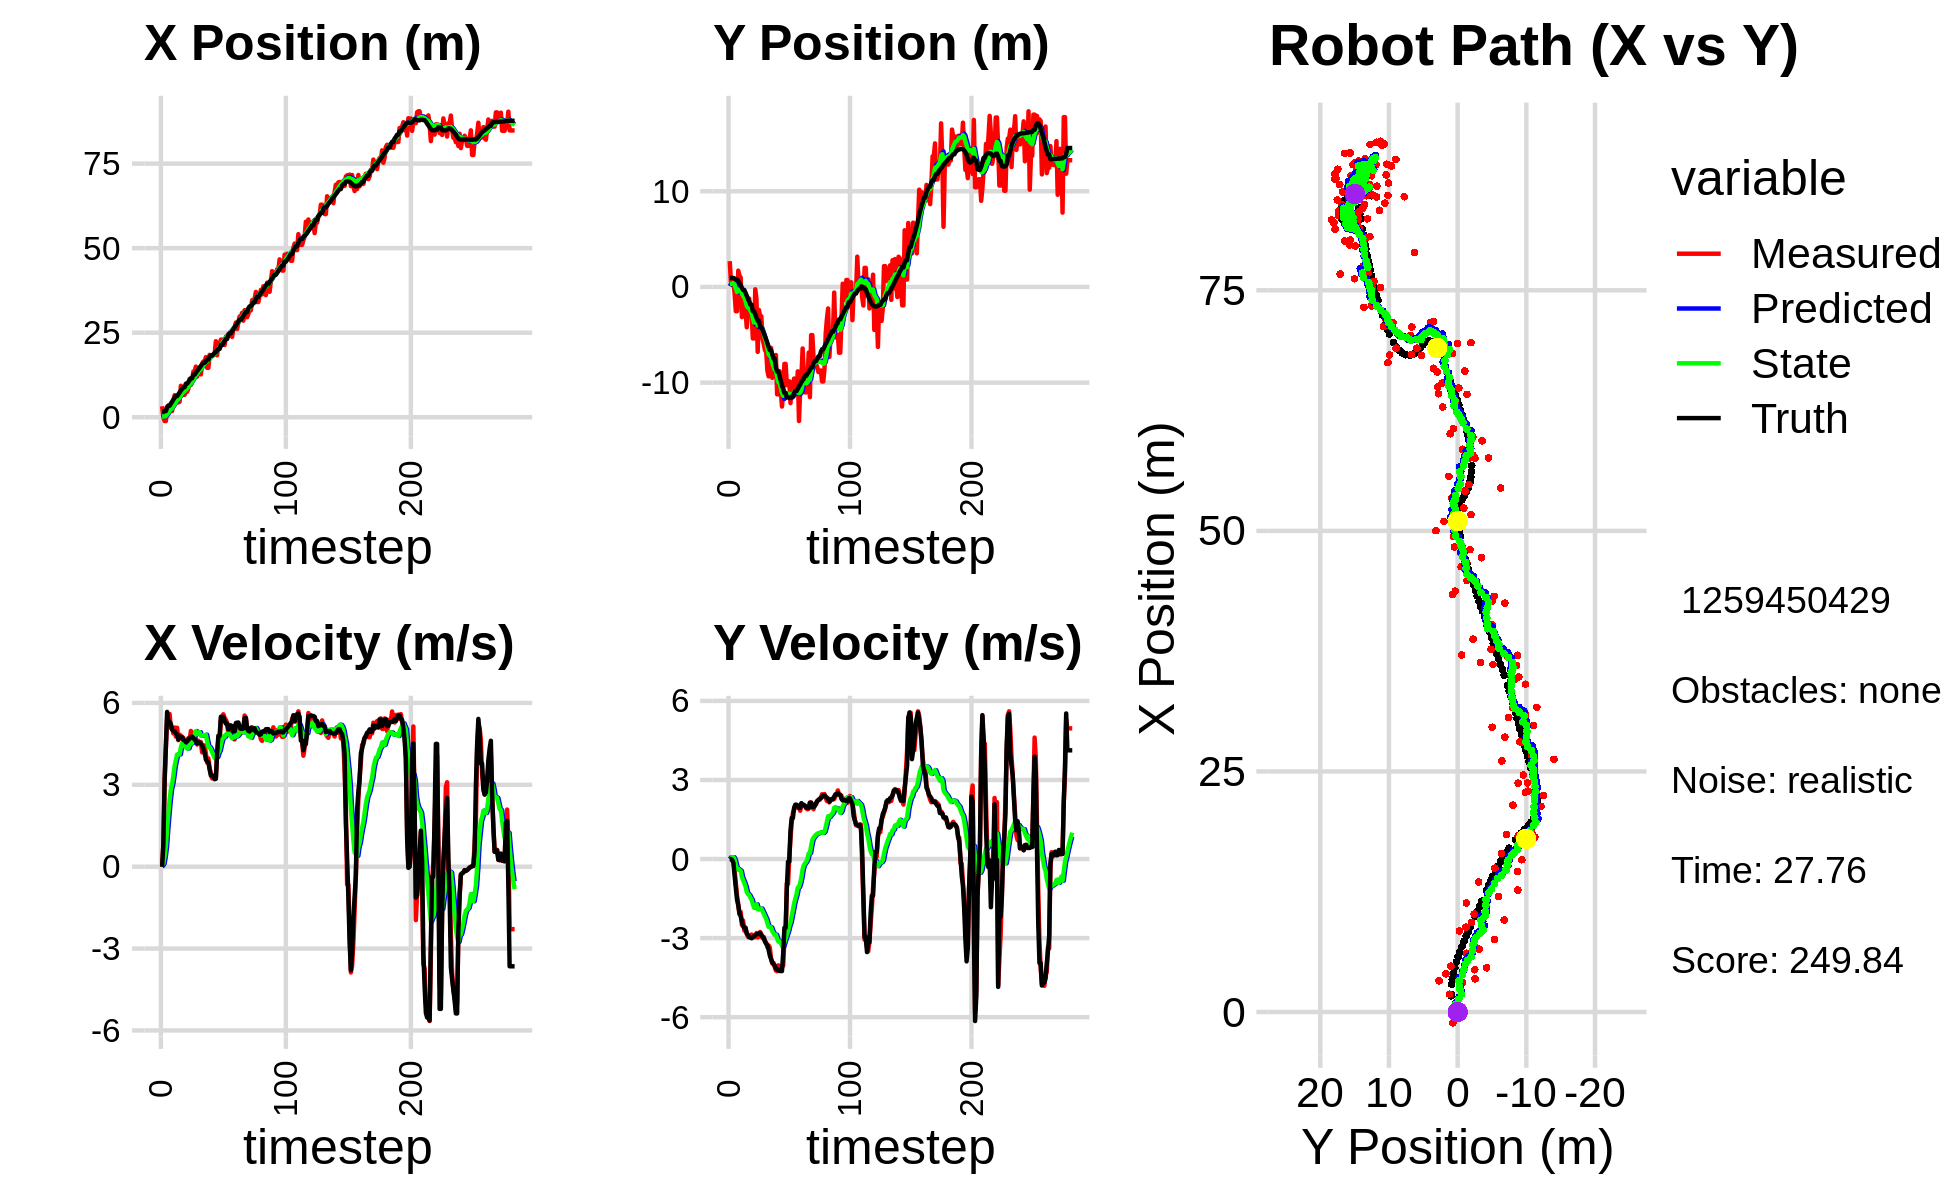 X Position (m)
75
50
25
0
0
100
200
timestep
Y Position (m)
10
0
-10
0
100
200
timestep
X Velocity (m/s)
6
3
0
-3
-6
0
100
200
timestep
Y Velocity (m/s)
6
3
0
-3
-6
0
100
200
timestep
Robot Path (X vs Y)
X Position (m)
75
50
25
0
20 10 0 -10 -20
Y Position (m)
variable
Measured
Predicted
State
Truth
1259450429
Obstacles: none
Noise: realistic
Time: 27.76
Score: 249.84